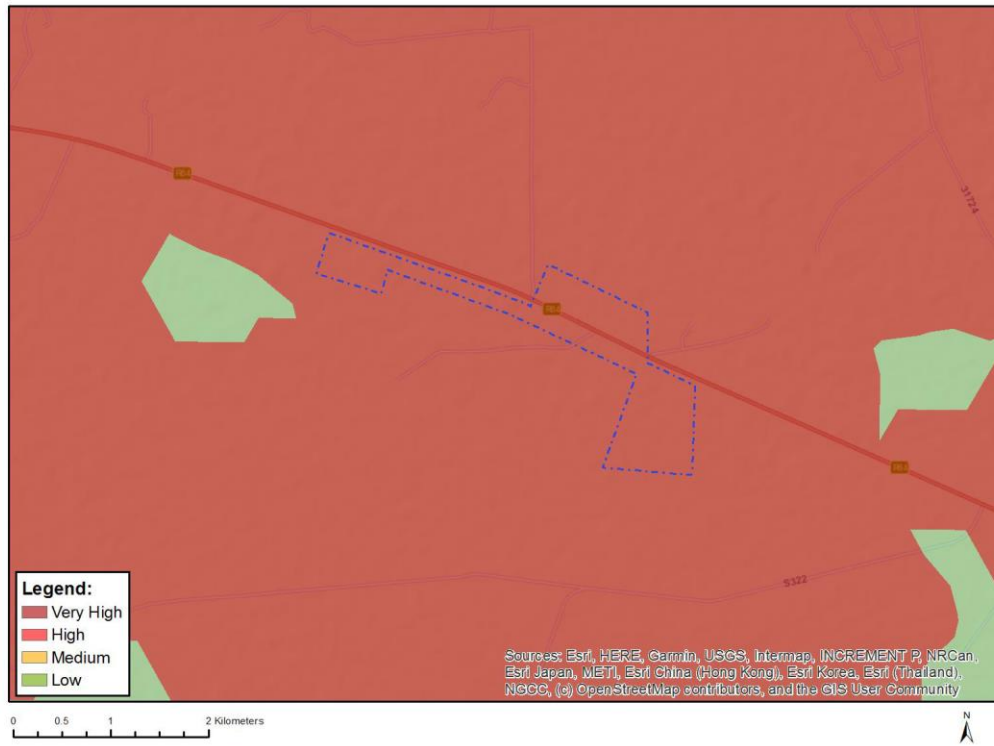 R64
R64
31724
R64
S322
Legend:
Very High
High
Medium
Low
Sources: Esri, HERE, Garmin, USGS, Intermap, INCREMENT P, NRCan,
Esri Japan, METI, Esri China (Hong Kong), Esri Korea, Esri (Thailand),
NGCC, (c) OpenStreetMap contributors, and the GIS User Community
0 0.5 1 2 Kilometers
N